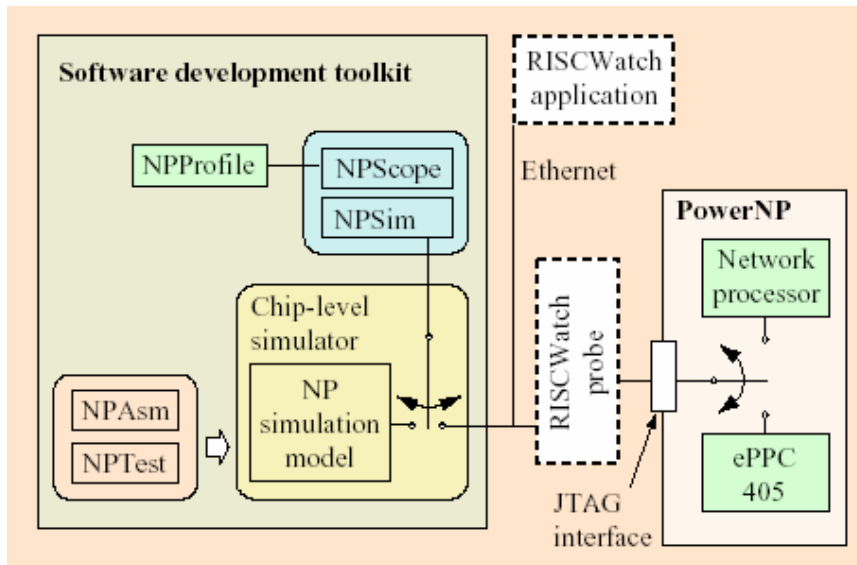 Software development toolkit
NPProfile
NPScope
NPSim
Chip-level
simulator
NP
simulation
model
NPAsm
NPTest
RISCWatch
application
Ethernet
RISCWatch
probe
JTAG
interface
PowerNP
Network
processor
ePPC
405